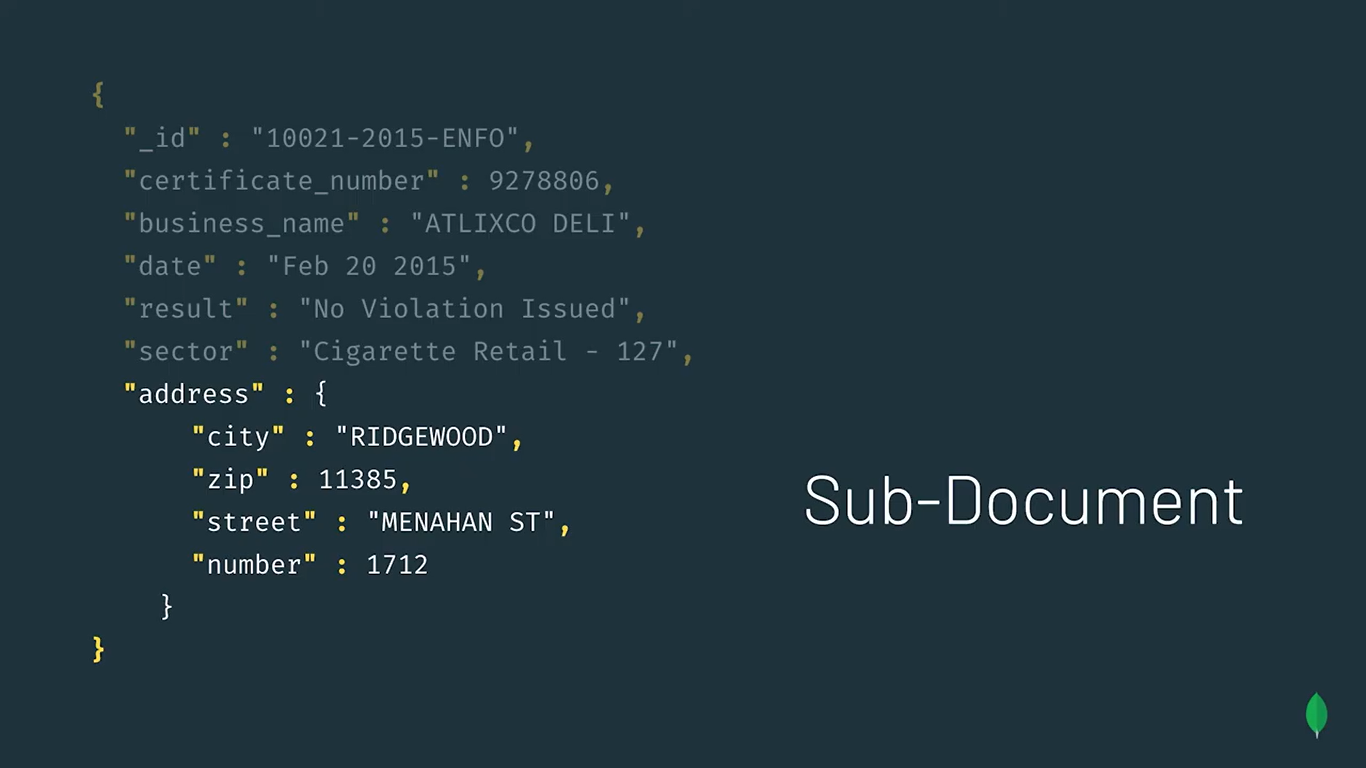 {
"_id" : "10021-2015-ENFO",
"certificate_number" : 9278806,
"business_name" : "ATLIXCO DELI",
"date" : "Feb 20 2015",
"result" : "No Violation Issued",
"sector" : "Cigarette Retail - 127",
"address" : {
"city" : "RIDGEWOOD",
"zip" : 11385,
"street" : "MENAHAN ST",
"number" : 1712
}
}
Sub-Document